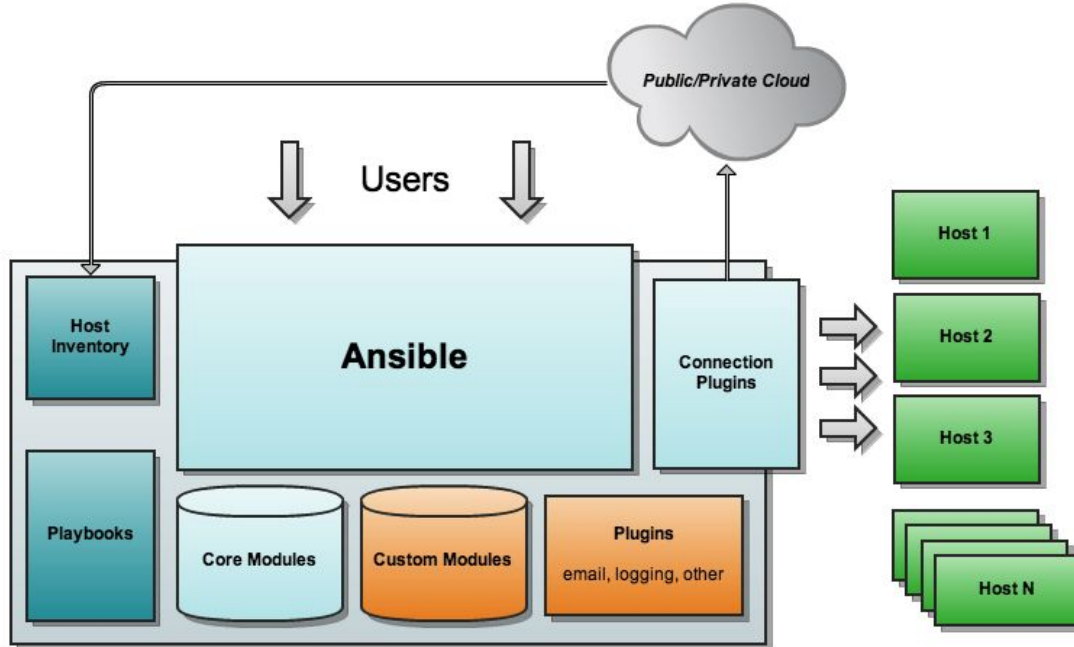 Public/Private Cloud
Users
Host 1
Host
Inventory
Ansible
Connection
Plugins
Host 2
Host 3
Playbooks
Core Modules
Custom Modules
Plugins
email, logging, other
Host N